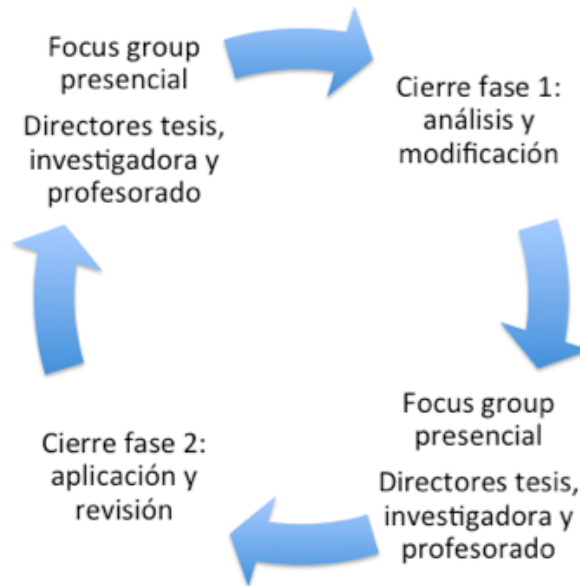 Focus group
presencial
Directores tesis,
investigadora y
profesorado
Cierre fase 1:
análisis y
modificación
Focus group
presencial
Directores tesis,
investigadora y
profesorado
Cierre fase 2:
aplicación y
revisión